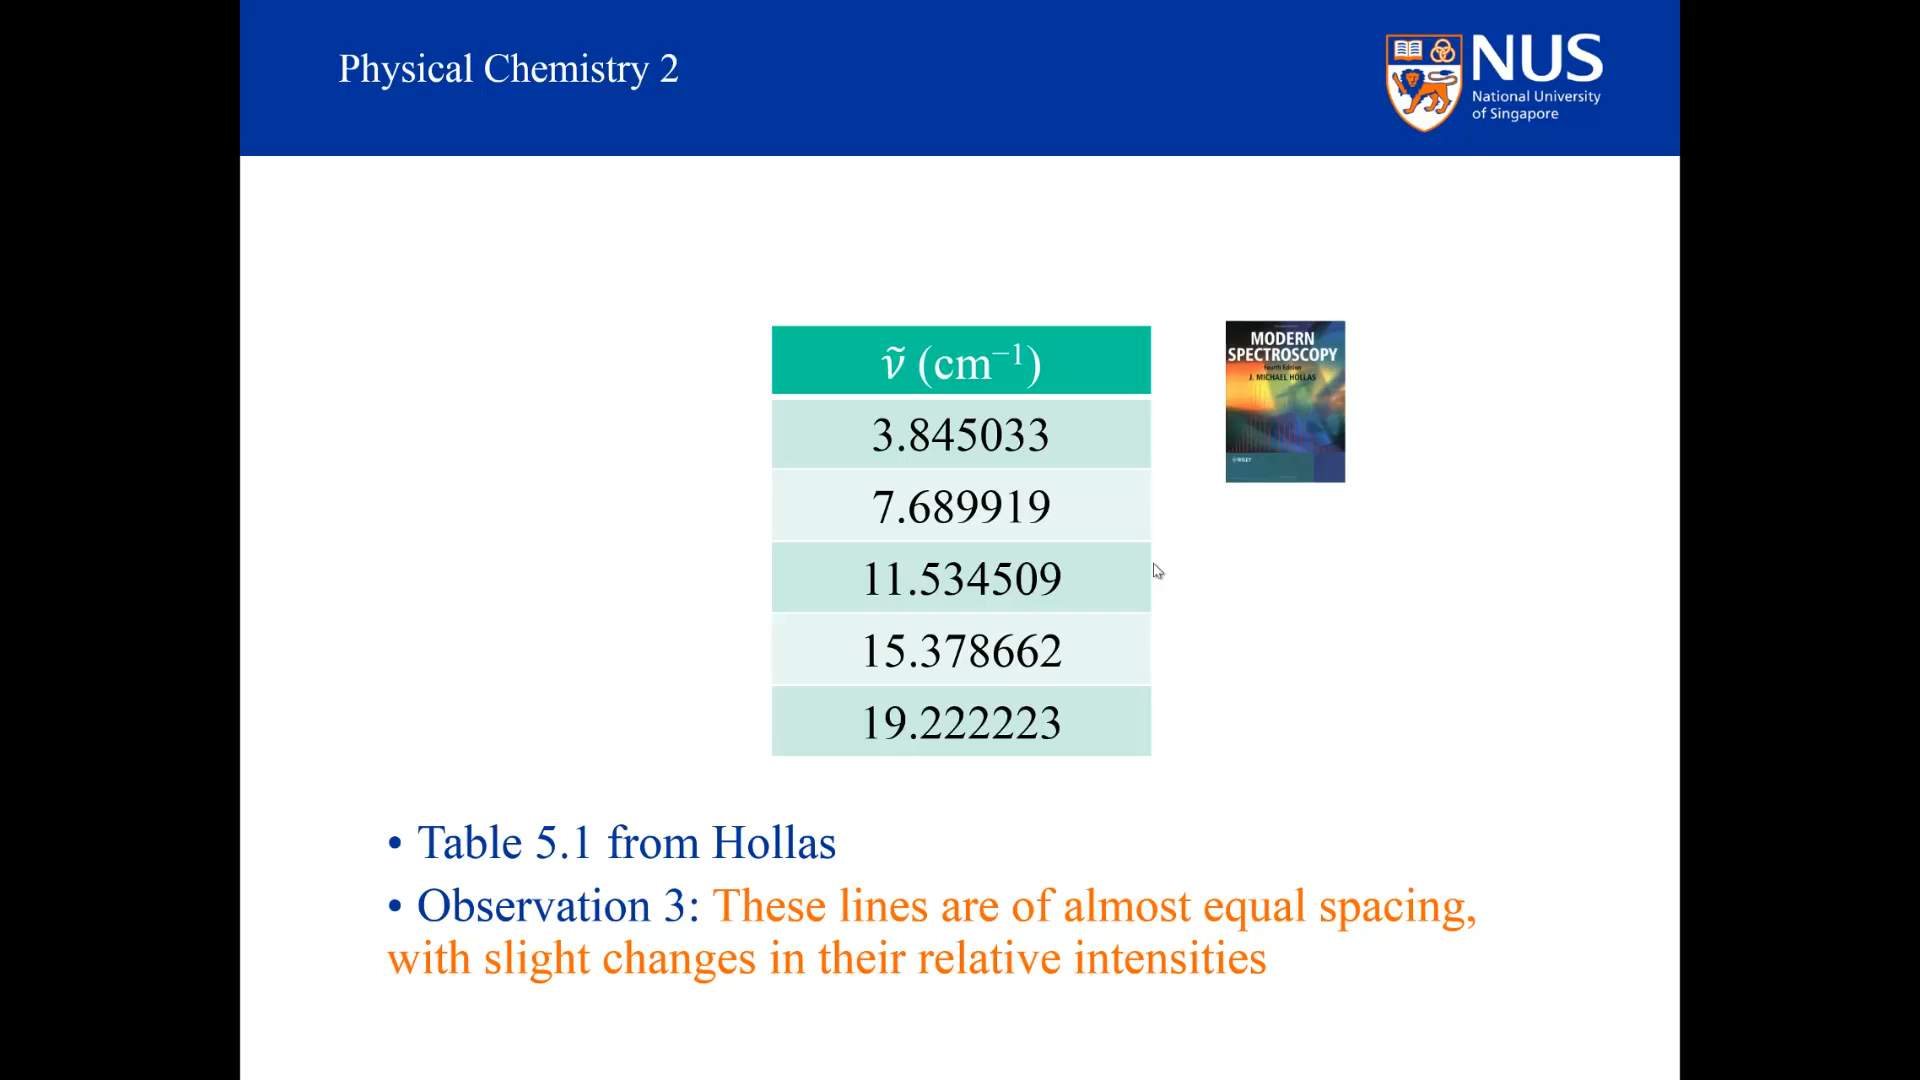 Physical Chemistry 2
NUS
National University
of Singapore
ν̃ (cm⁻¹)
3.845033
7.689919
11.534509
15.378662
19.222223
MODERN
SPECTROSCOPY
Fourth Edition
J. MICHAEL HOLLAS
WILEY
• Table 5.1 from Hollas
• Observation 3: These lines are of almost equal spacing,
with slight changes in their relative intensities